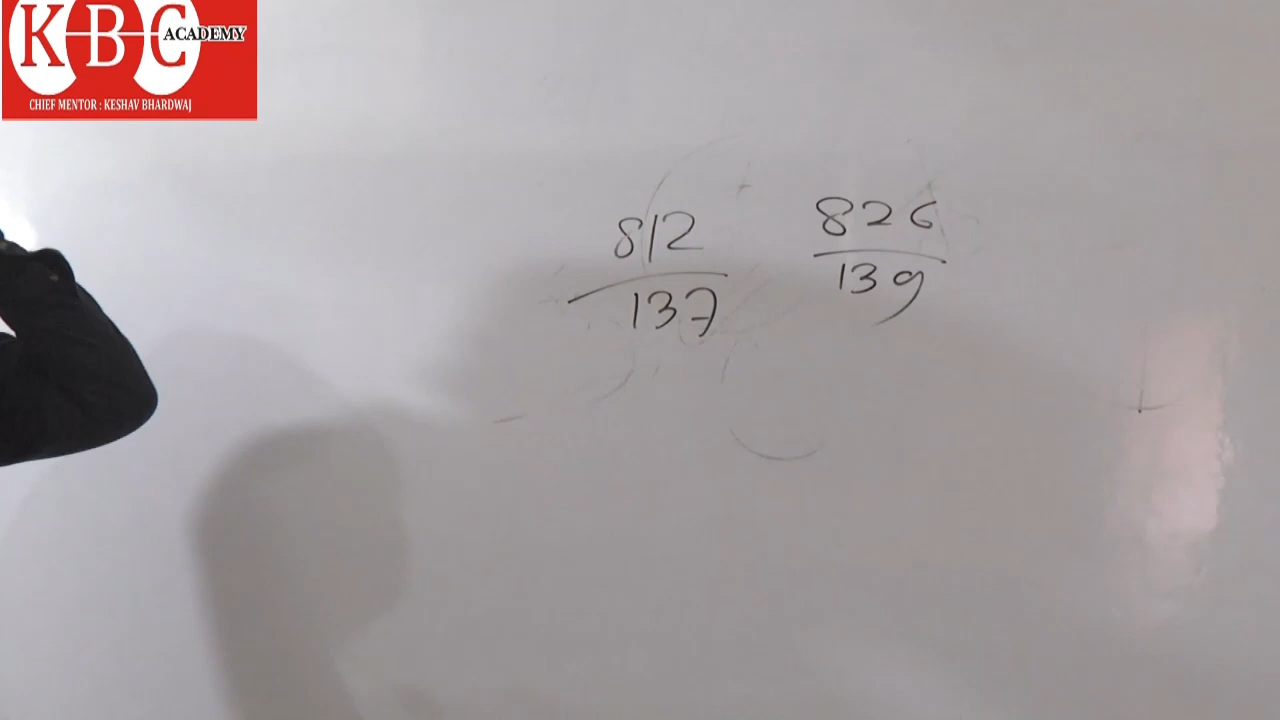 KBC
ACADEMY
CHIEF MENTOR : KESHAV BHARDWAJ
812 826
137 139